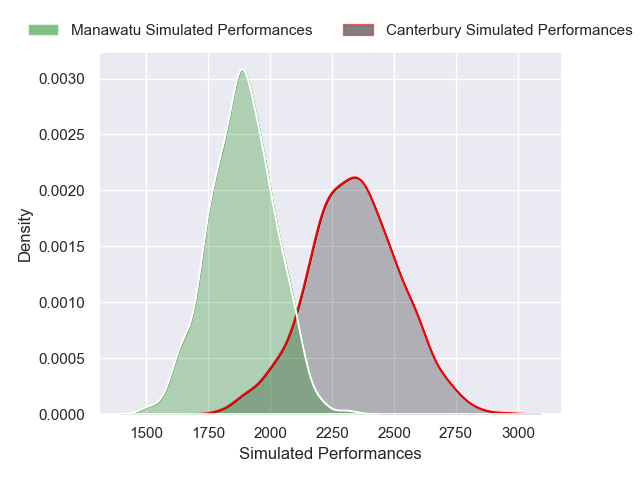 Manawatu Simulated Performances
Canterbury Simulated Performances
0.0030
0.0025
0.0020
0.0015
0.0010
0.0005
0.0000
Density
1500 1750 2000 2250 2500 2750 3000
Simulated Performances